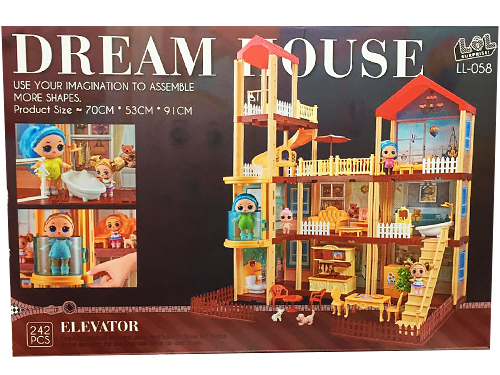 DREAM HOUSE
LOL
SURPRISE!
LL-058
USE YOUR IMAGINATION TO ASSEMBLE
MORE SHAPES.
Product Size ~ 70CM * 53CM * 91CM
242
PCS
ELEVATOR